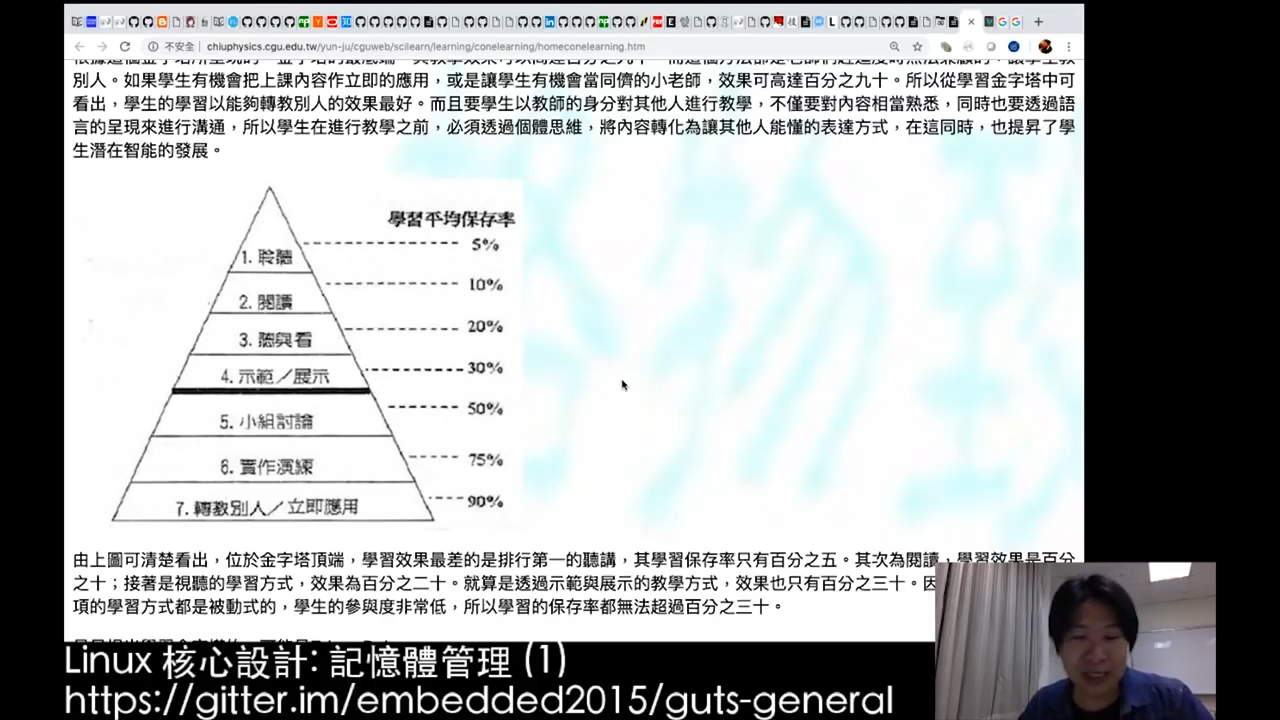 不安全 chiuphysics.cgu.edu.tw/yun-ju/cguweb/scilearn/learning/conelearning/homeconelearning.htm
別人。如果學生有機會把上課內容作立即的應用，或是讓學生有機會當同儕的小老師，效果可高達百分之九十。所以從學習金字塔中可
看出，學生的學習以能夠轉教別人的效果最好。而且要學生以教師的身分對其他人進行教學，不僅要對內容相當熟悉，同時也要透過語
言的呈現來進行溝通，所以學生在進行教學之前，必須透過個體思維，將內容轉化為讓其他人能懂的表達方式，在這同時，也提昇了學
生潛在智能的發展。
學習平均保存率
1. 聆聽 5%
2. 閱讀 10%
3. 聽與看 20%
4. 示範／展示 30%
5. 小組討論 50%
6. 實作演練 75%
7. 轉教別人／立即應用 90%
由上圖可清楚看出，位於金字塔頂端，學習效果最差的是排行第一的聽講，其學習保存率只有百分之五。其次為閱讀，學習效果是百分
之十；接著是視聽的學習方式，效果為百分之二十。就算是透過示範與展示的教學方式，效果也只有百分之三十。因
項的學習方式都是被動式的，學生的參與度非常低，所以學習的保存率都無法超過百分之三十。
Linux 核心設計: 記憶體管理 (1)
https://gitter.im/embedded2015/guts-general